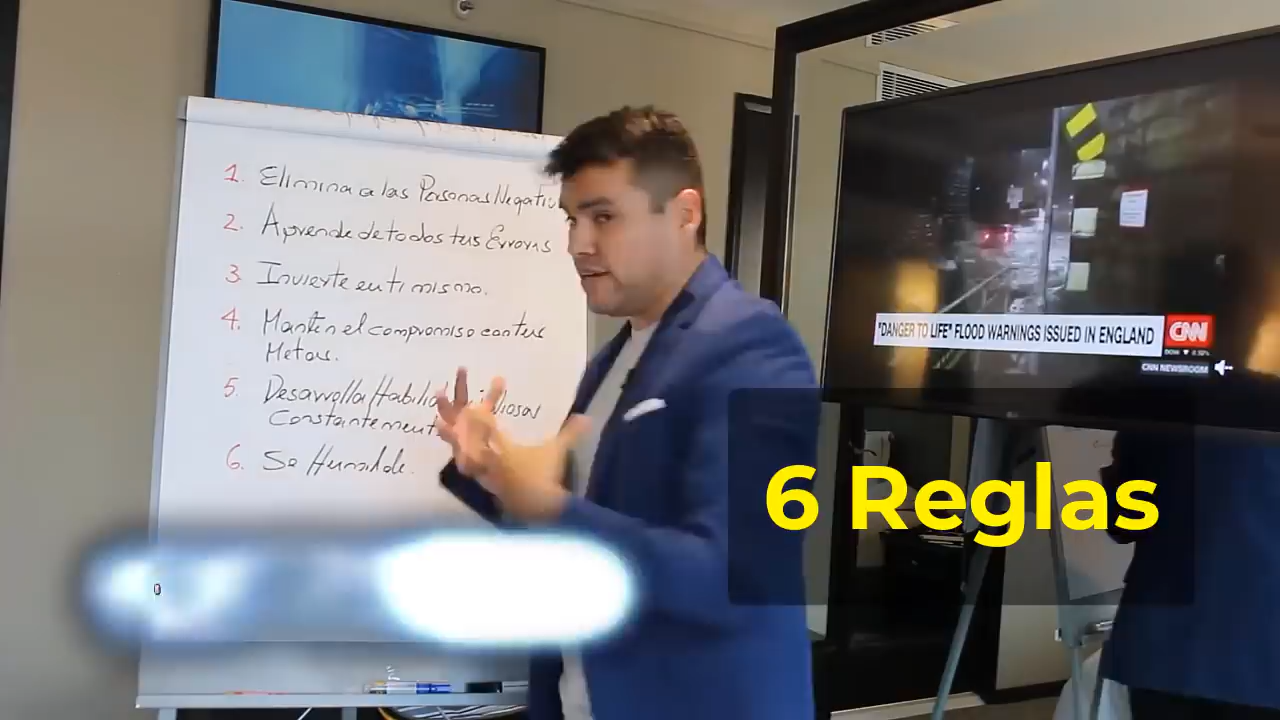 1. Elimina a las Personas Negativ
2. Aprende de todos tus Errores
3. Invierte en ti mismo.
4. Manten el compromiso con tus
Metas.
5. Desarrolla Habilid
Constantement
6. Se Humilde.
"DANGER TO LIFE" FLOOD WARNINGS ISSUED IN ENGLAND
CNN
CNN NEWSROOM
LG
6 Reglas